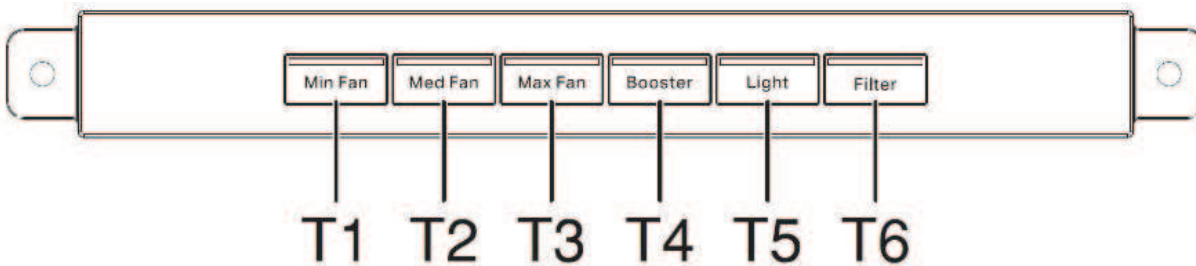 Min Fan Med Fan Max Fan Booster Light Filter
T1 T2 T3 T4 T5 T6